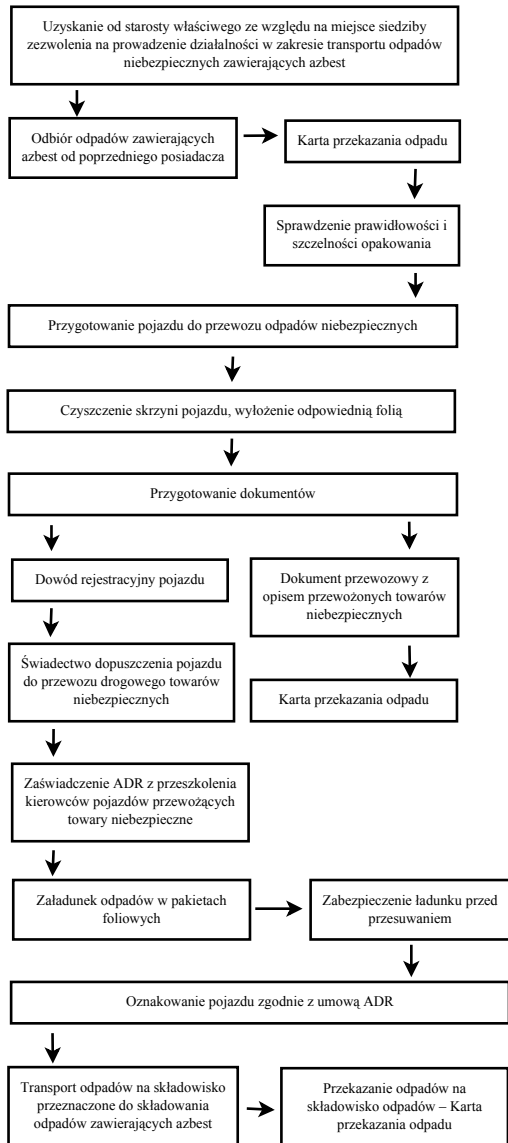 Uzyskanie od starosty właściwego ze względu na miejsce siedziby
zezwolenia na prowadzenie działalności w zakresie transportu odpadów
niebezpiecznych zawierających azbest
Odbiór odpadów zawierających
azbest od poprzedniego posiadacza
Karta przekazania odpadu
Sprawdzenie prawidłowości i
szczelności opakowania
Przygotowanie pojazdu do przewozu odpadów niebezpiecznych
Czyszczenie skrzyni pojazdu, wyłożenie odpowiednią folią
Przygotowanie dokumentów
Dowód rejestracyjny pojazdu
Świadectwo dopuszczenia pojazdu
do przewozu drogowego towarów
niebezpiecznych
Zaświadczenie ADR z przeszkolenia
kierowców pojazdów przewożących
towary niebezpieczne
Dokument przewozowy z
opisem przewożonych towarów
niebezpiecznych
Karta przekazania odpadu
Załadunek odpadów w pakietach
foliowych
Zabezpieczenie ładunku przed
przesuwaniem
Oznakowanie pojazdu zgodnie z umową ADR
Transport odpadów na składowisko
przeznaczone do składowania
odpadów zawierających azbest
Przekazanie odpadów na
składowisko odpadów – Karta
przekazania odpadu